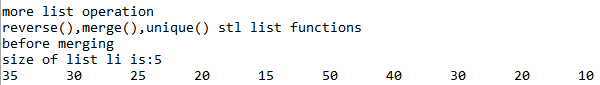 more list operation
reverse(),merge(),unique() stl list functions
before merging
size of list li is:5
35 30 25 20 15 50 40 30 20 10